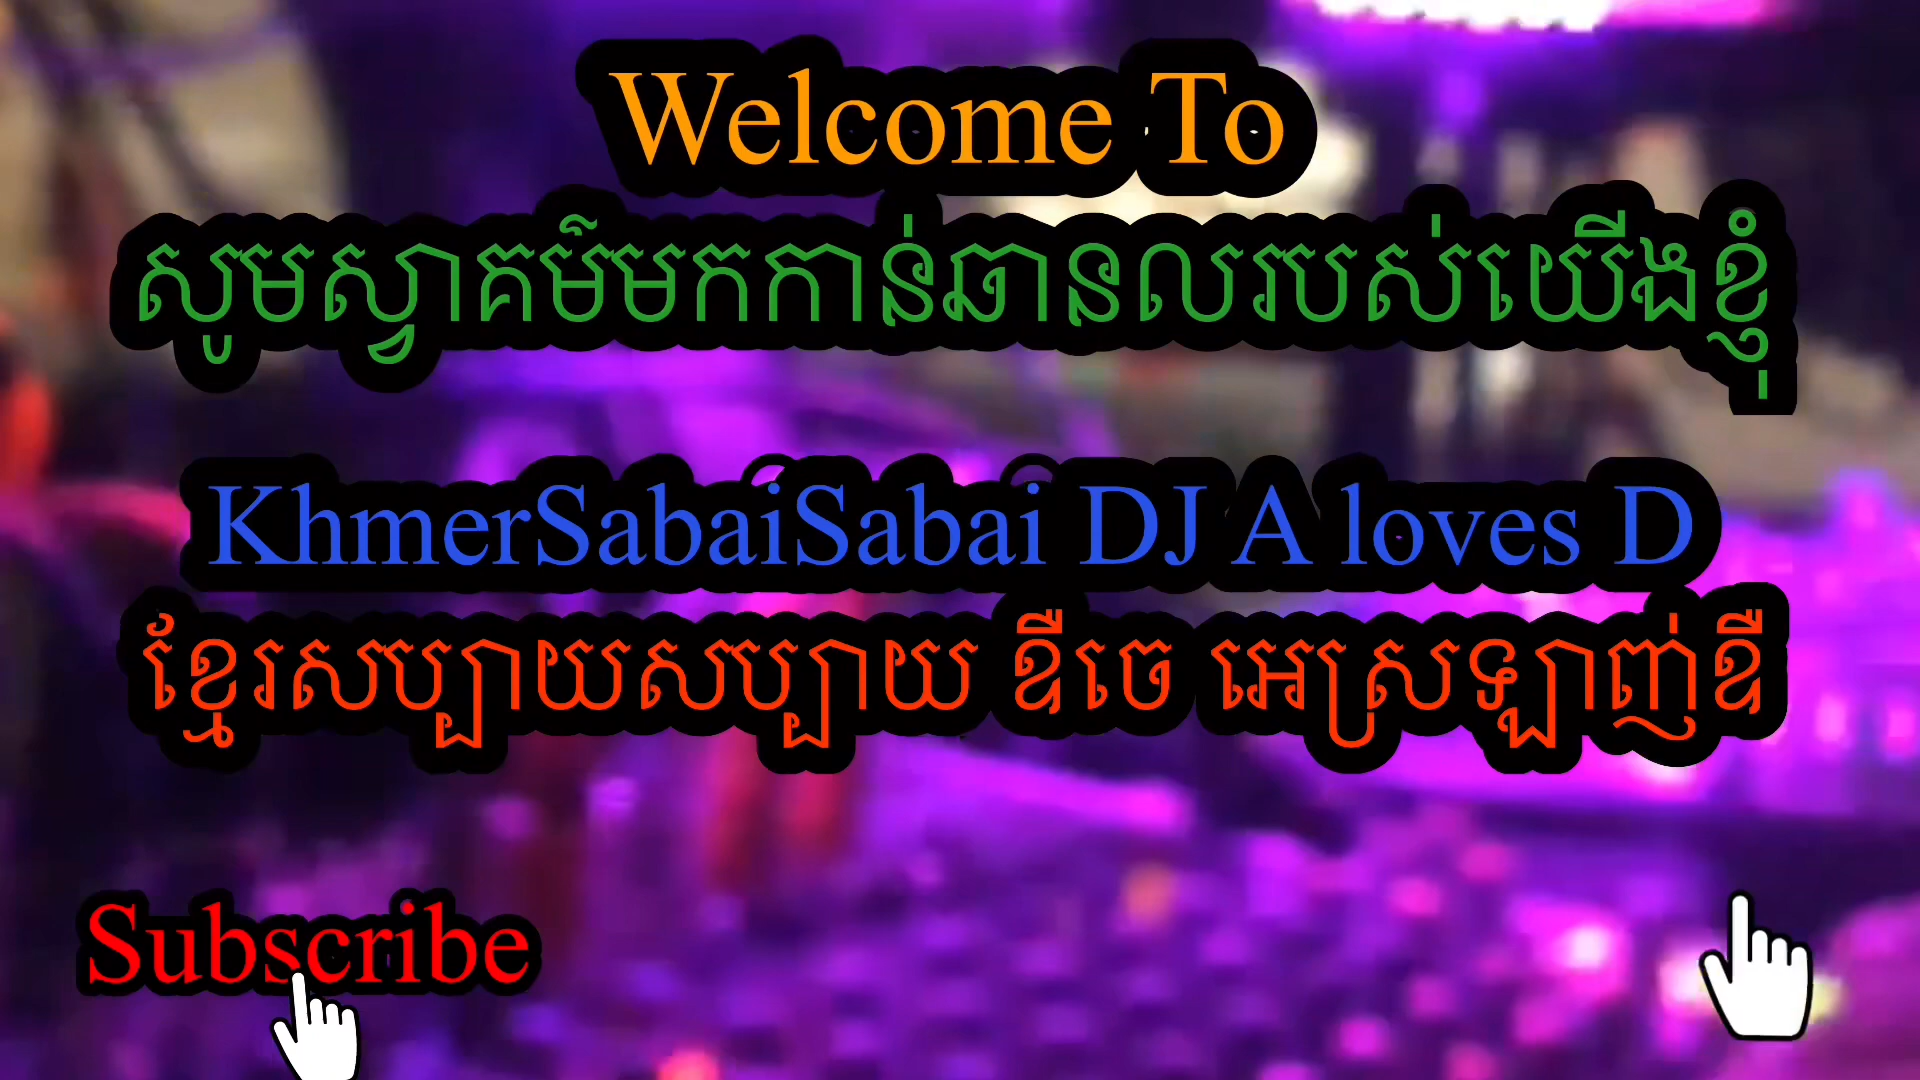 Welcome To
សូមស្វាគម៌មកកាន់ឆានលរបស់យើងខ្ញុំ
KhmerSabaiSabai DJ A loves D
ខ្មែរសប្បាយសប្បាយ ឌឺចេ អេស្រឡាញ់ឌឺ
Subscribe